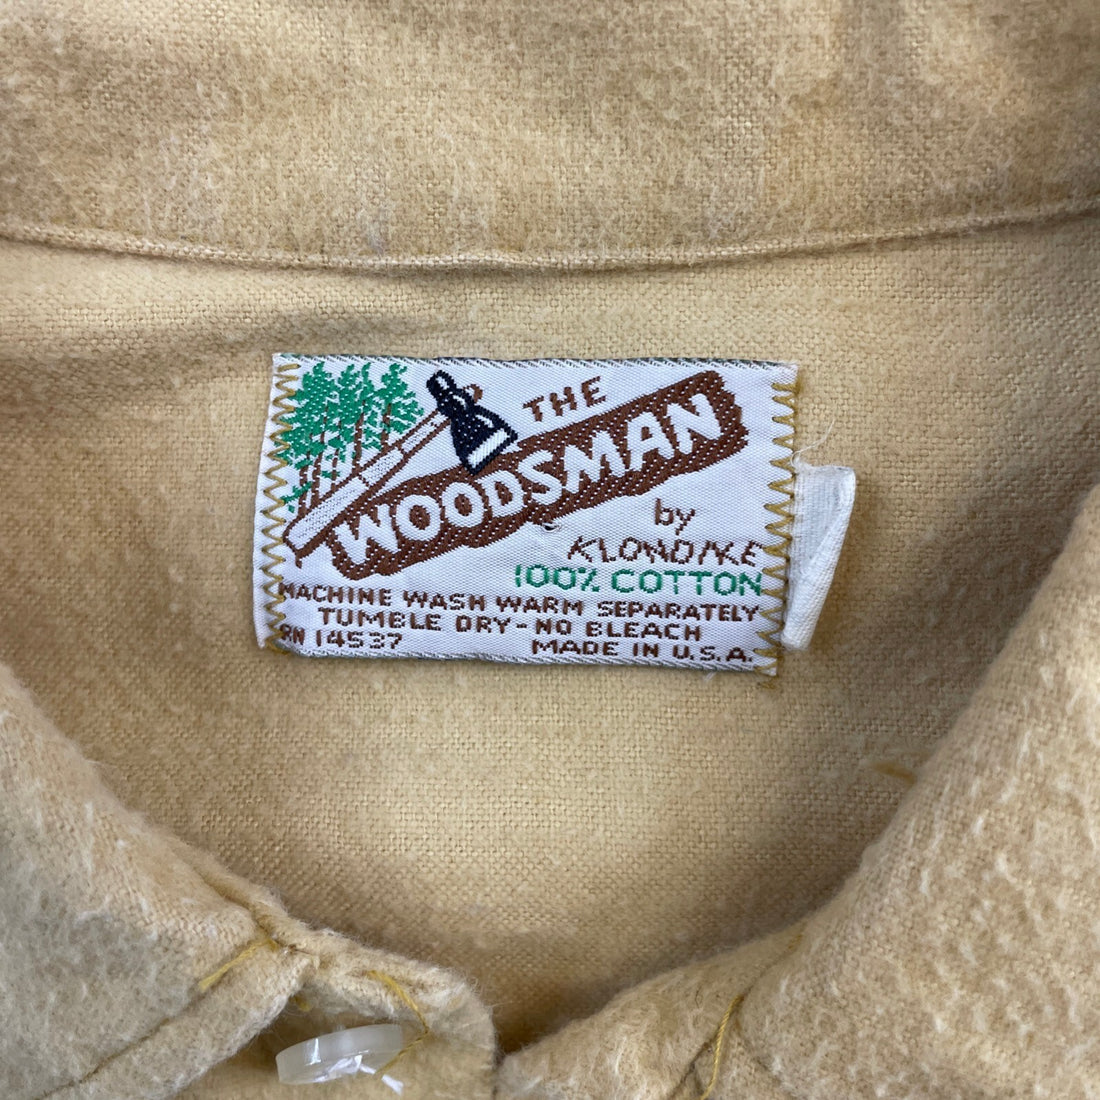 THE
WOODSMAN
by
KLONDIKE
100% COTTON
MACHINE WASH WARM SEPARATELY
TUMBLE DRY-NO BLEACH
RN 14537 MADE IN U.S.A.